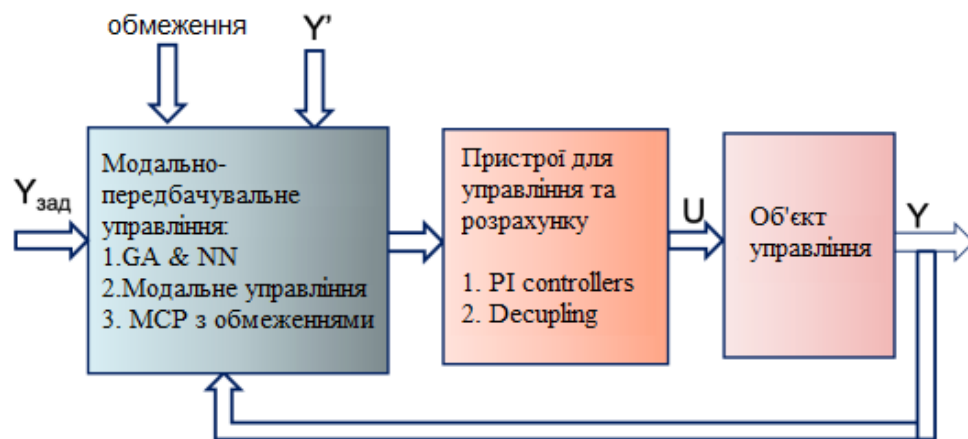 обмеження
Y’
Yзад
Модально-
передбачувальне
управління:
1.GA & NN
2.Модальне управління
3. MCP з обмеженнями
Пристрої для
управління та
розрахунку
1. PI controllers
2. Decupling
U
Об'єкт
управління
Y